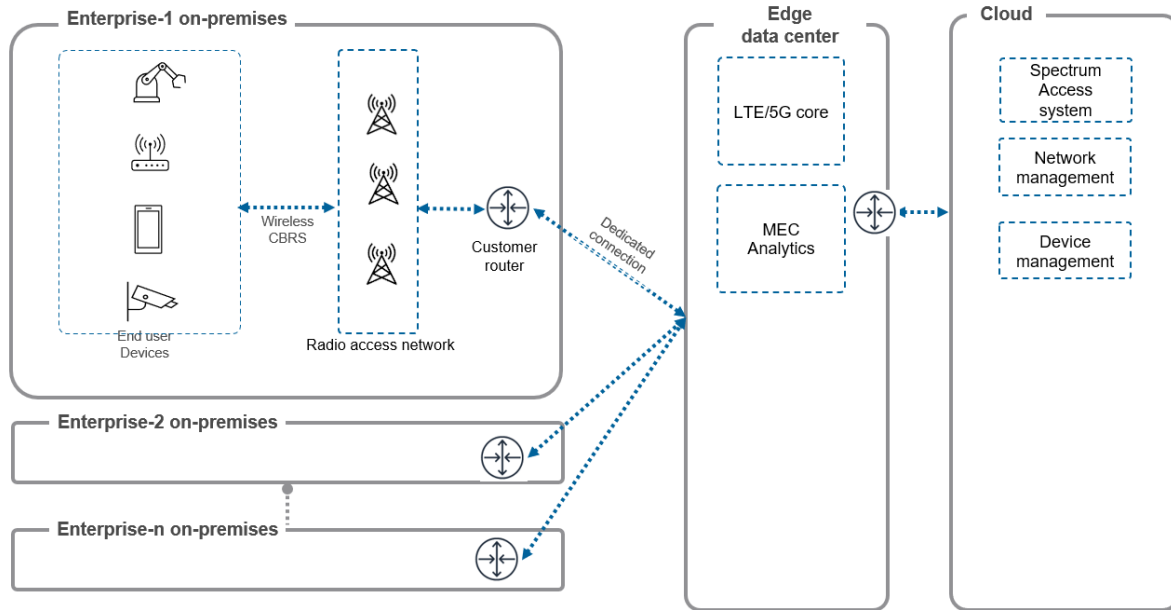 Enterprise-1 on-premises
End user
Devices
Wireless
CBRS
Radio access network
Customer
router
Dedicated
connection
Enterprise-2 on-premises
Enterprise-n on-premises
Edge
data center
LTE/5G core
MEC
Analytics
Cloud
Spectrum
Access
system
Network
management
Device
management